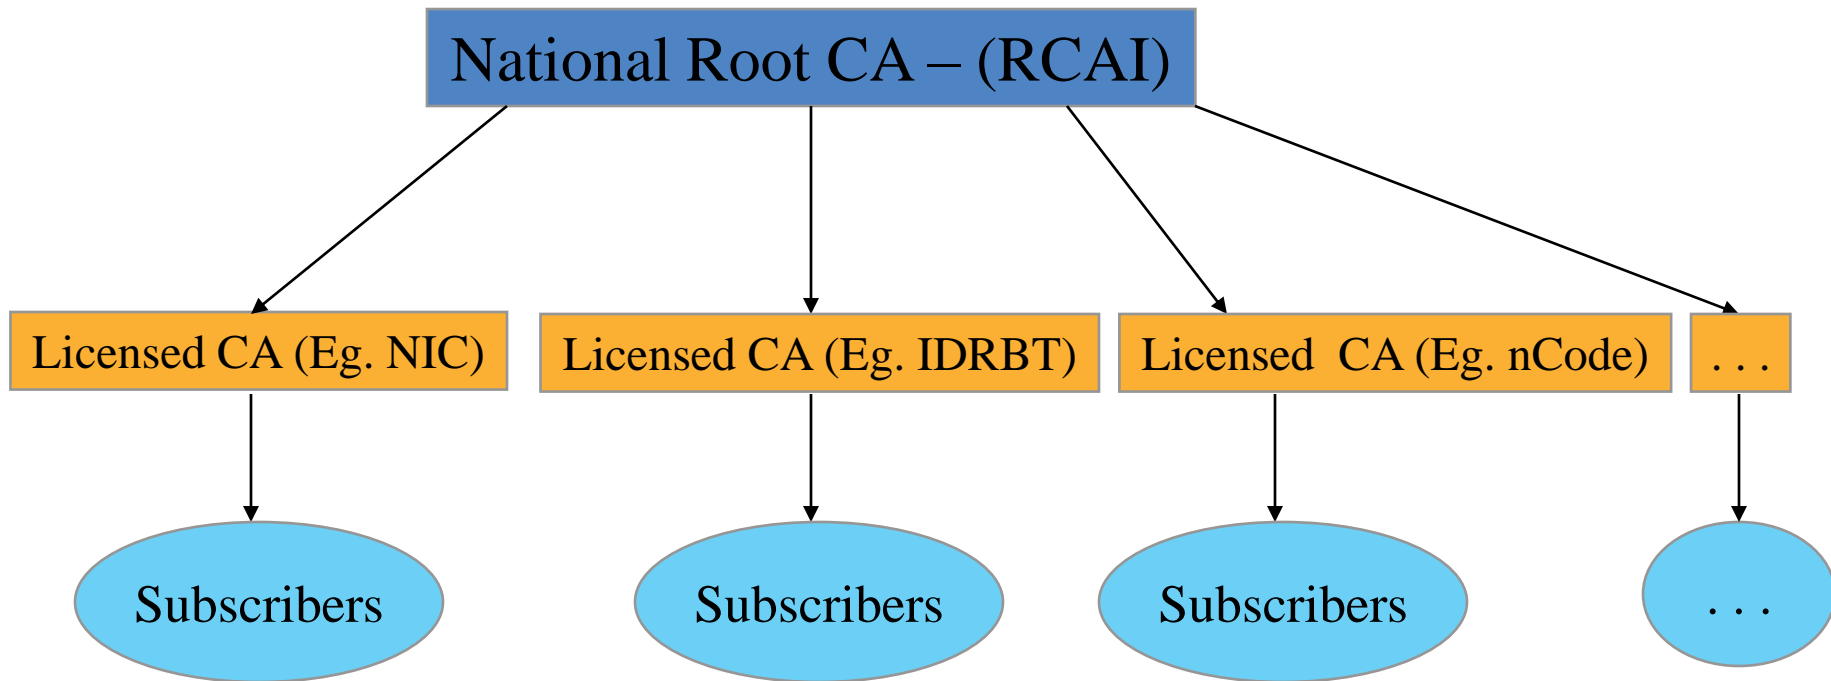 National Root CA – (RCAI)
Licensed CA (Eg. NIC)
Licensed CA (Eg. IDRBT)
Licensed CA (Eg. nCode)
. . .
Subscribers
Subscribers
Subscribers
. . .